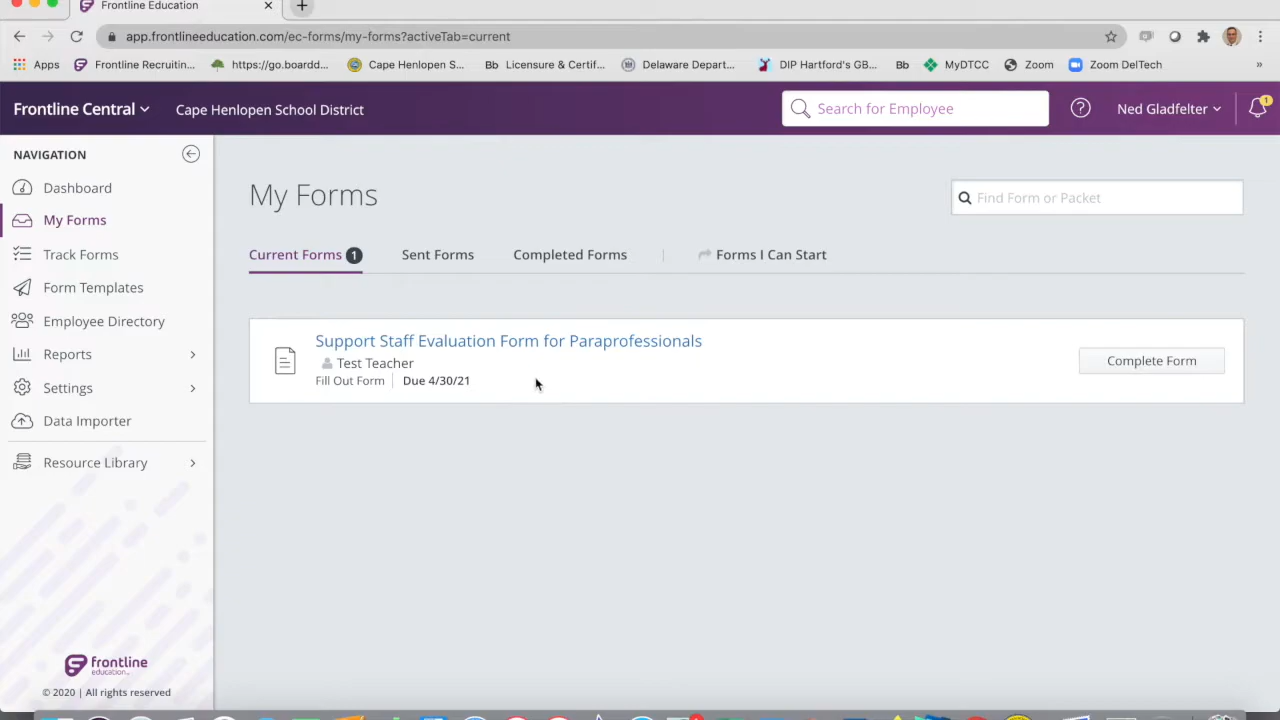 Frontline Education
app.frontlineeducation.com/ec-forms/my-forms?activeTab=current
Apps Frontline Recruitin... https://go.boardd... Cape Henlopen S... Bb Licensure & Certif... Delaware Depart... DIP Hartford's GB... Bb MyDTCC Zoom Zoom DelTech »
Frontline Central Cape Henlopen School District Search for Employee Ned Gladfelter 1
NAVIGATION
Dashboard
My Forms
Track Forms
Form Templates
Employee Directory
Reports
Settings
Data Importer
Resource Library
frontline
education
© 2020 | All rights reserved
My Forms
Find Form or Packet
Current Forms 1 Sent Forms Completed Forms Forms I Can Start
Support Staff Evaluation Form for Paraprofessionals
Test Teacher
Fill Out Form Due 4/30/21
Complete Form